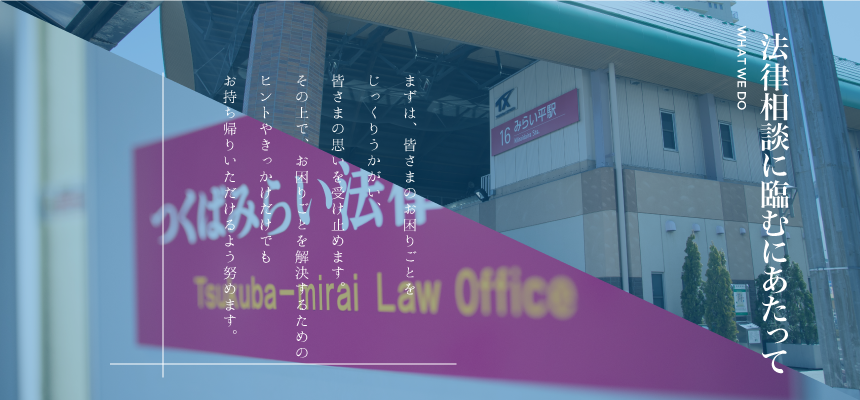 法律相談に臨むにあたって
WHAT WE DO
まずは、皆さまのお困りごとを
じっくりうかがい
皆さまの思いを受け止めます。
その上で、お困りごとを解決するための
ヒントやきっかけだけでも
お持ち帰りいただけるよう努めます。
16 みらい平駅
つくばみらい法律
Tsukuba-mirai Law Office